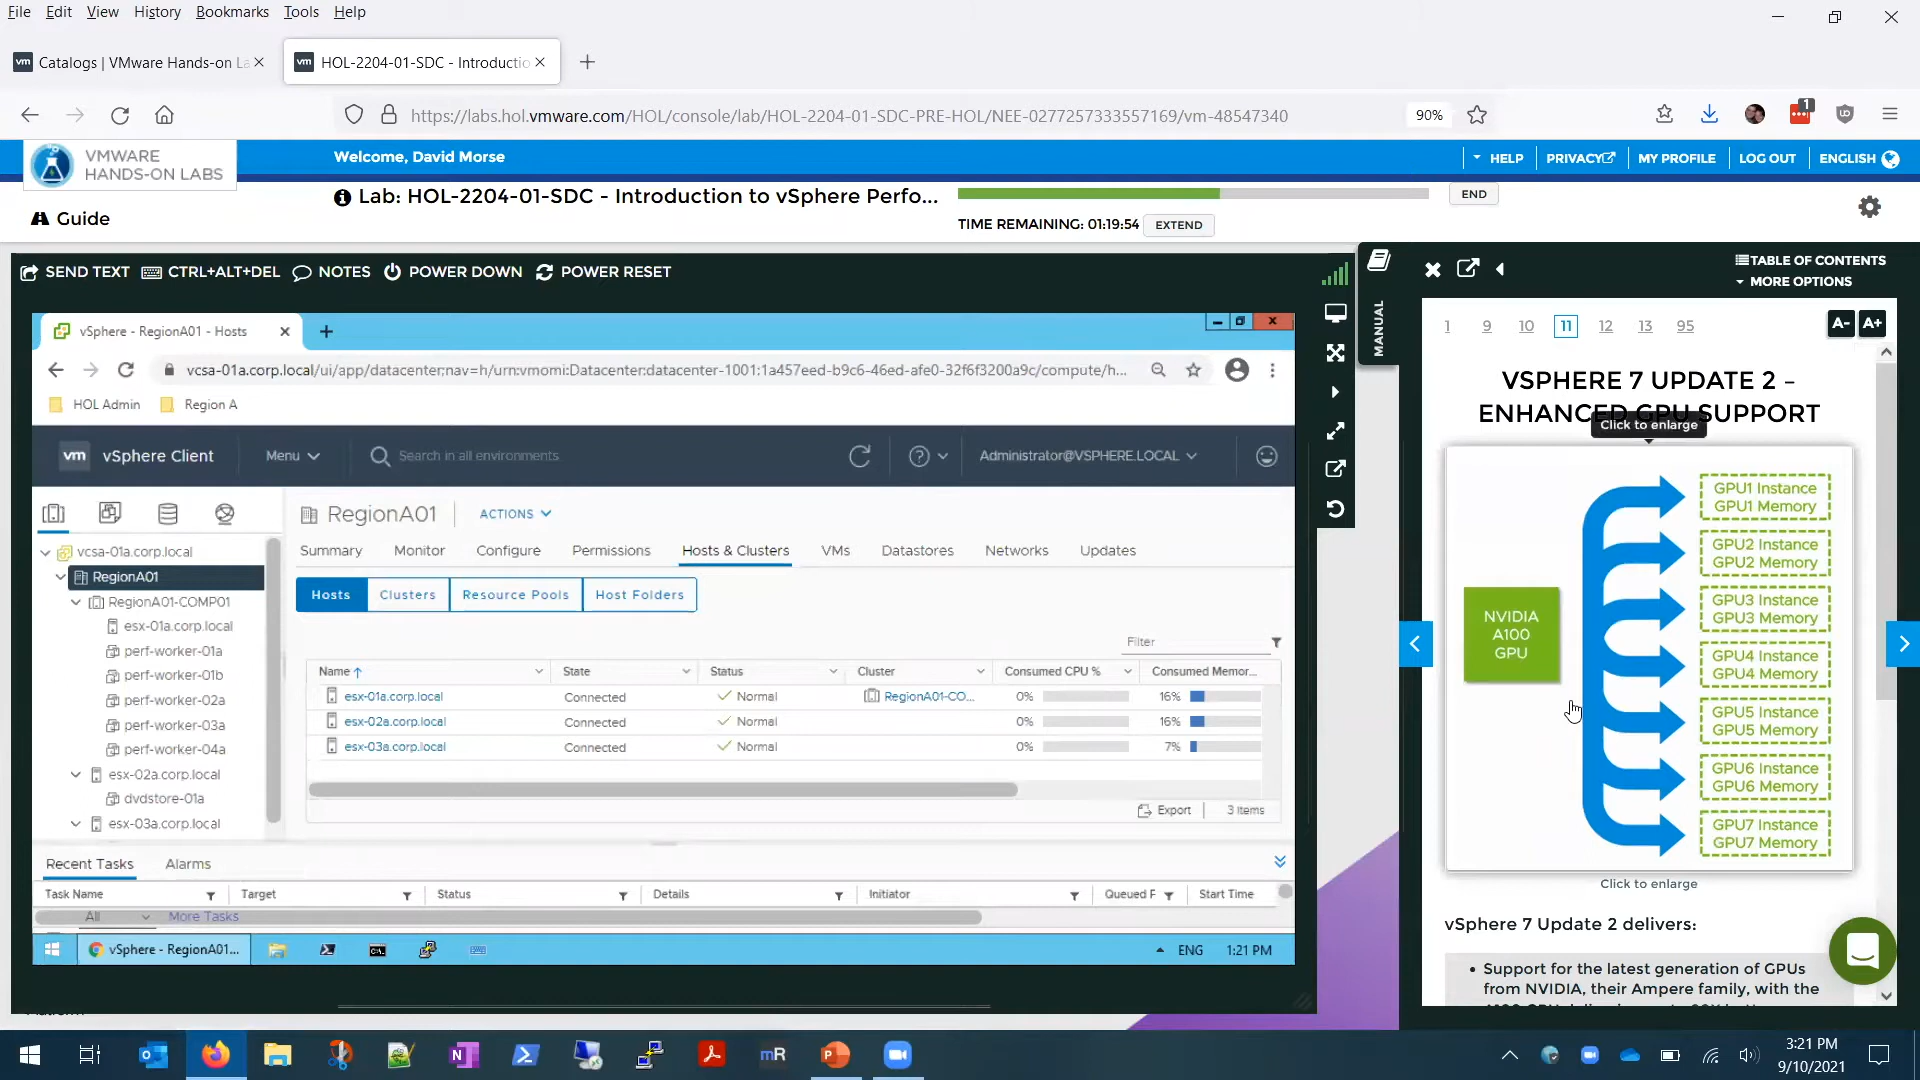 File Edit View History Bookmarks Tools Help
Catalogs | VMware Hands-on La
HOL-2204-01-SDC - Introductio
https://labs.hol.vmware.com/HOL/console/lab/HOL-2204-01-SDC-PRE-HOL/NEE-0277257333557169/vm-48547340
90%
1
VMWARE
HANDS-ON LABS
Welcome, David Morse
HELP PRIVACY MY PROFILE LOG OUT ENGLISH
Guide
Lab: HOL-2204-01-SDC - Introduction to vSphere Perfo...
END
TIME REMAINING: 01:19:54 EXTEND
SEND TEXT CTRL+ALT+DEL NOTES POWER DOWN POWER RESET
MANUAL
TABLE OF CONTENTS
MORE OPTIONS
vSphere - RegionA01 - Hosts
vcsa-01a.corp.local/ui/app/datacenter;nav=h/urn:vmomi:Datacenter:datacenter-1001:1a457eed-b9c6-46ed-afe0-32f6f3200a9c/compute/h...
HOL Admin Region A
vm vSphere Client Menu Search in all environments Administrator@VSPHERE.LOCAL
vcsa-01a.corp.local
RegionA01
RegionA01-COMP01
esx-01a.corp.local
perf-worker-01a
perf-worker-01b
perf-worker-02a
perf-worker-03a
perf-worker-04a
esx-02a.corp.local
dvdstore-01a
esx-03a.corp.local
RegionA01 ACTIONS
Summary Monitor Configure Permissions Hosts & Clusters VMs Datastores Networks Updates
Hosts Clusters Resource Pools Host Folders
Filter
Name State Status Cluster Consumed CPU % Consumed Memor...
esx-01a.corp.local Connected Normal RegionA01-CO... 0% 16%
esx-02a.corp.local Connected Normal 0% 16%
esx-03a.corp.local Connected Normal 0% 7%
Export 3 Items
Recent Tasks Alarms
Task Name Target Status Details Initiator Queued F Start Time
All More Tasks
vSphere - RegionA01... ENG 1:21 PM
1 9 10 11 12 13 95
A- A+
VSPHERE 7 UPDATE 2 –
ENHANCED GPU SUPPORT
Click to enlarge
NVIDIA
A100
GPU
GPU1 Instance
GPU1 Memory
GPU2 Instance
GPU2 Memory
GPU3 Instance
GPU3 Memory
GPU4 Instance
GPU4 Memory
GPU5 Instance
GPU5 Memory
GPU6 Instance
GPU6 Memory
GPU7 Instance
GPU7 Memory
Click to enlarge
vSphere 7 Update 2 delivers:
• Support for the latest generation of GPUs
from NVIDIA, their Ampere family, with the
3:21 PM
9/10/2021